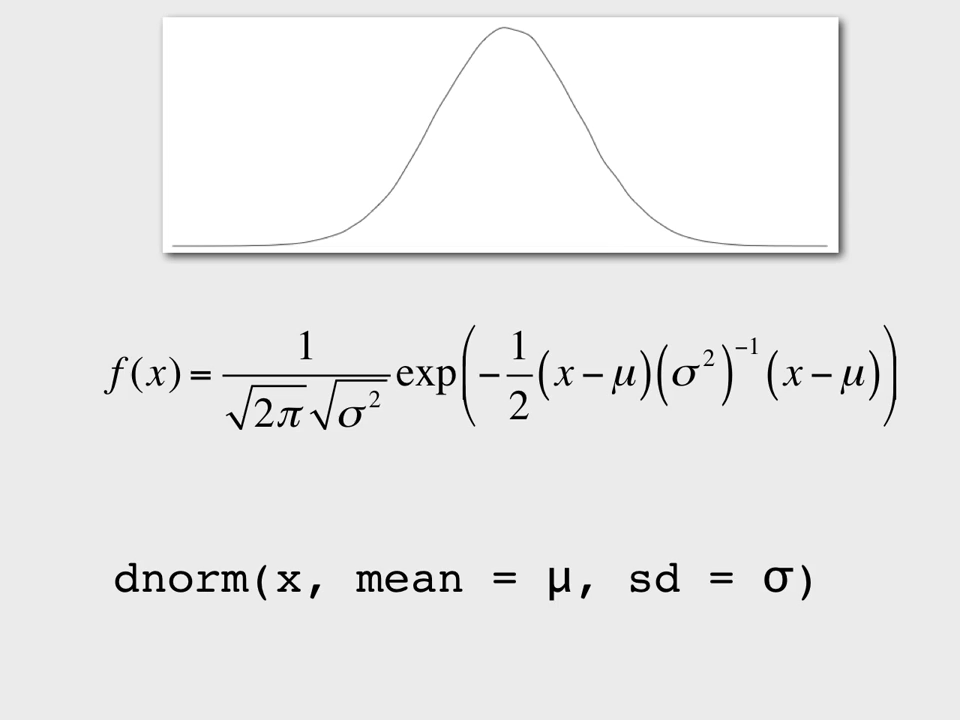 f(x) = 1 / √2π √σ² exp(−1/2 (x − μ)(σ²)⁻¹(x − μ))
dnorm(x, mean = μ, sd = σ)